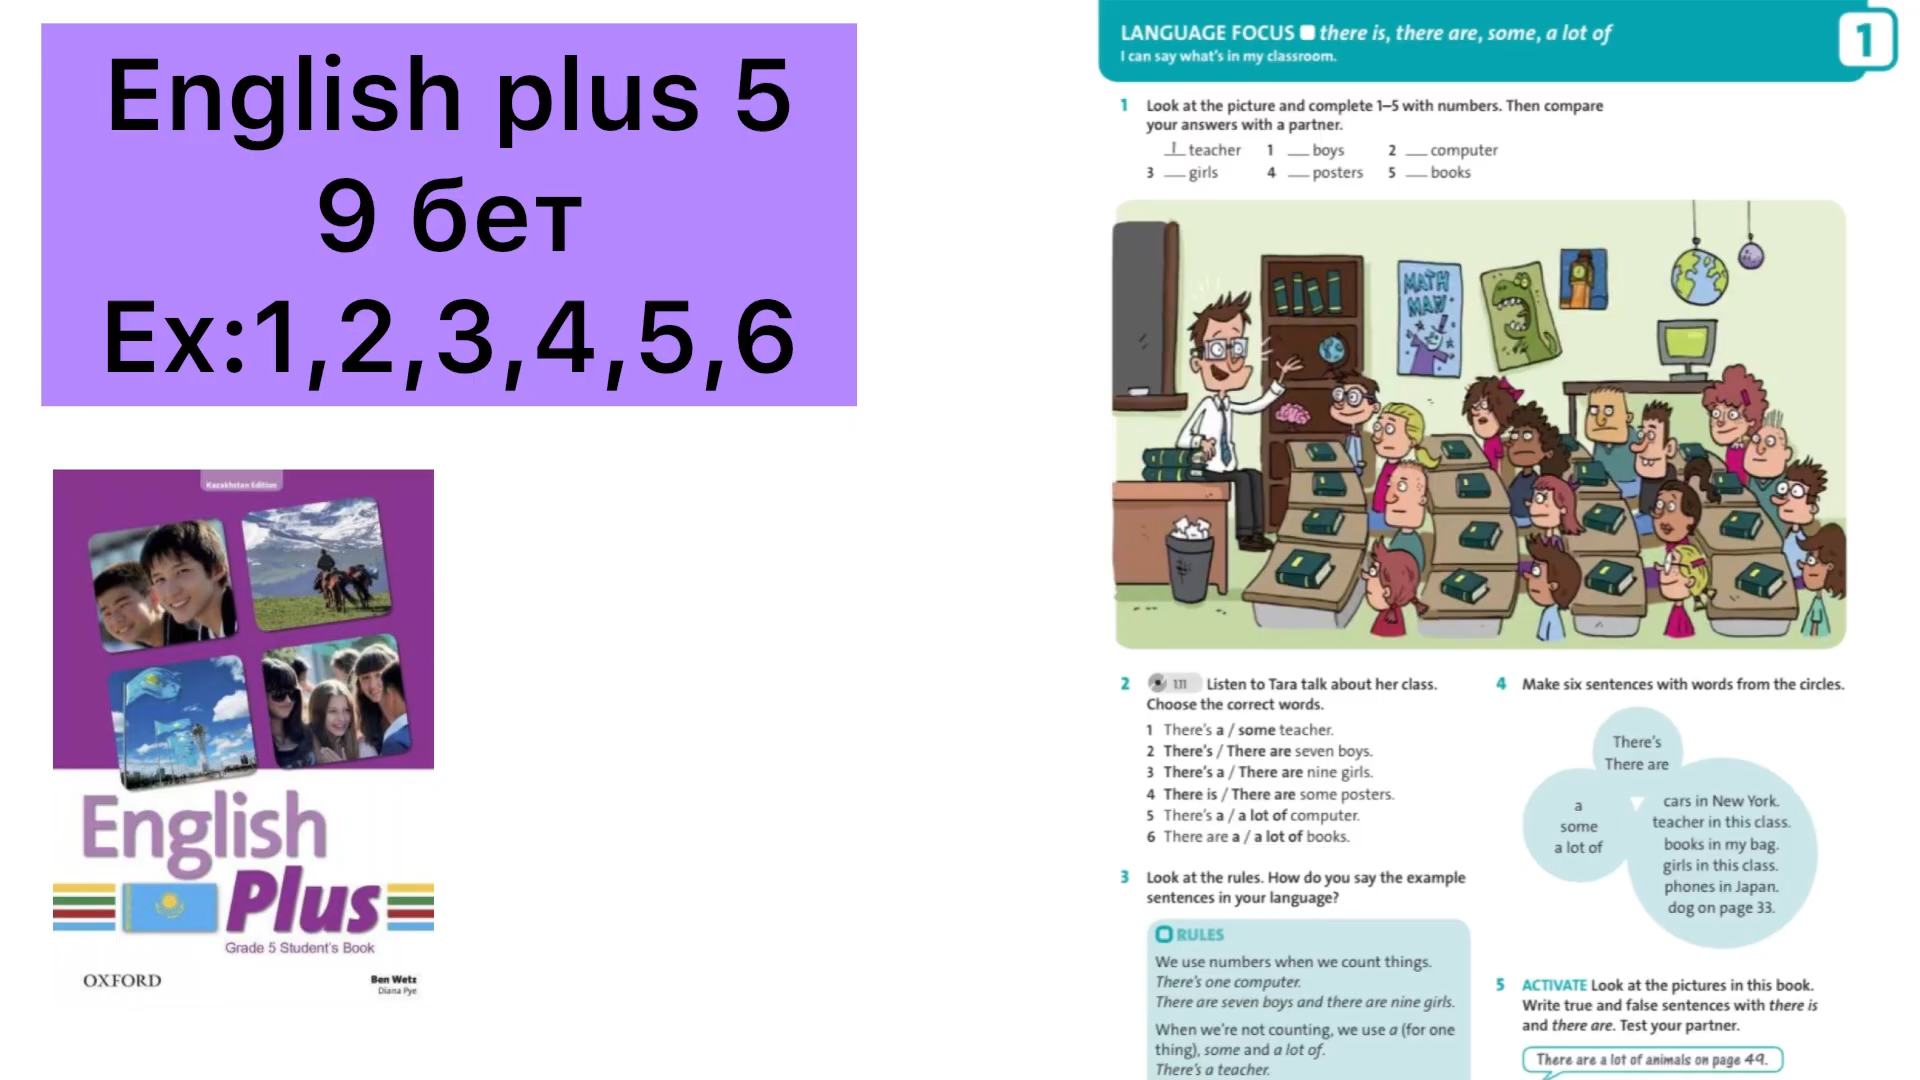 English plus 5
9 бет
Ex:1,2,3,4,5,6
Kazakhstan Edition
English
Plus
Grade 5 Student's Book
OXFORD
Ben Wetz
Diana Pye
LANGUAGE FOCUS there is, there are, some, a lot of
I can say what's in my classroom.
1
1 Look at the picture and complete 1–5 with numbers. Then compare
your answers with a partner.
1 teacher 1 __ boys 2 __ computer
3 __ girls 4 __ posters 5 __ books
MATH
MAN
2 1.11 Listen to Tara talk about her class.
Choose the correct words.
1 There's a / some teacher.
2 There's / There are seven boys.
3 There's a / There are nine girls.
4 There is / There are some posters.
5 There's a / a lot of computer.
6 There are a / a lot of books.
3 Look at the rules. How do you say the example
sentences in your language?
RULES
We use numbers when we count things.
There's one computer.
There are seven boys and there are nine girls.
When we're not counting, we use a (for one
thing), some and a lot of.
There's a teacher.
4 Make six sentences with words from the circles.
There's
There are
a
some
a lot of
cars in New York.
teacher in this class.
books in my bag.
girls in this class.
phones in Japan.
dog on page 33.
5 ACTIVATE Look at the pictures in this book.
Write true and false sentences with there is
and there are. Test your partner.
There are a lot of animals on page 49.